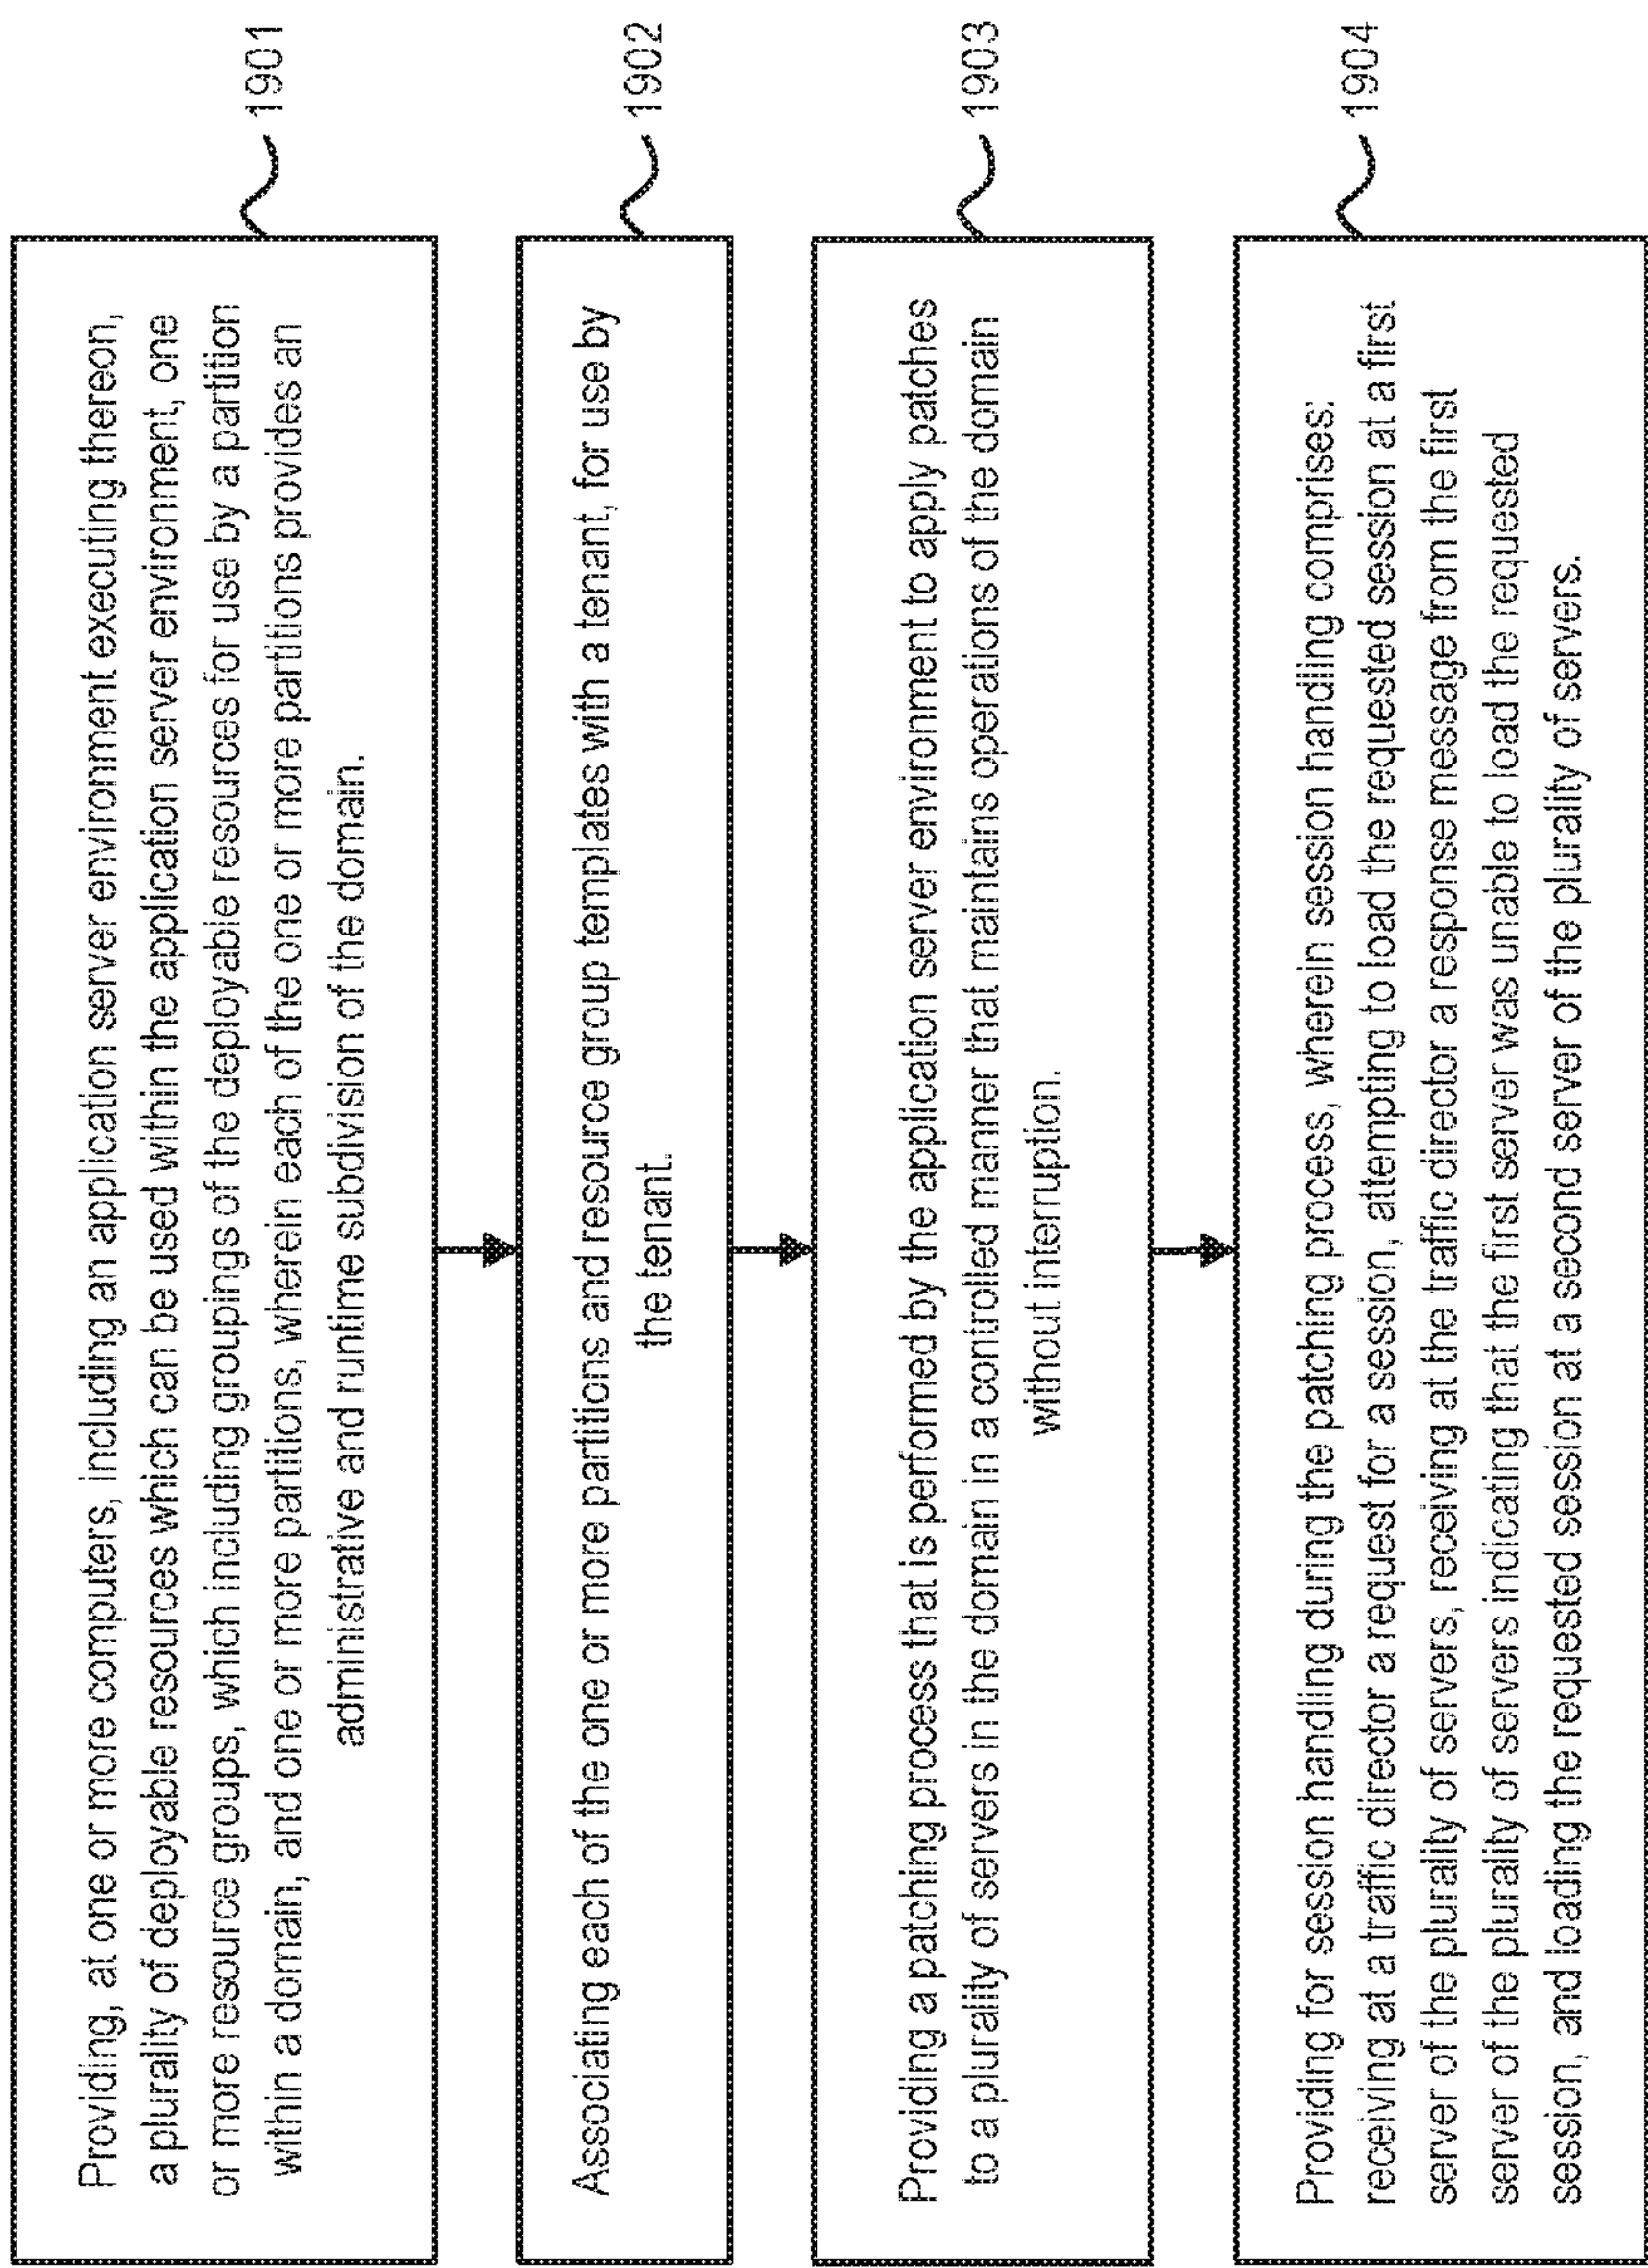 Providing, at one or more computers, including an application server environment executing thereon,
a plurality of deployable resources which can be used within the application server environment, one
or more resource groups, which including groupings of the deployable resources for use by a partition
within a domain, and one or more partitions, wherein each of the one or more partitions provides an
administrative and runtime subdivision of the domain.
1901
Associating each of the one or more partitions and resource group templates with a tenant, for use by
the tenant.
1902
Providing a patching process that is performed by the application server environment to apply patches
to a plurality of servers in the domain in a controlled manner that maintains operations of the domain
without interruption.
1903
Providing for session handling during the patching process, wherein session handling comprises:
receiving at a traffic director a request for a session, attempting to load the requested session at a first
server of the plurality of servers, receiving at the traffic director a response message from the first
server of the plurality of servers indicating that the first server was unable to load the requested
session, and loading the requested session at a second server of the plurality of servers.
1904